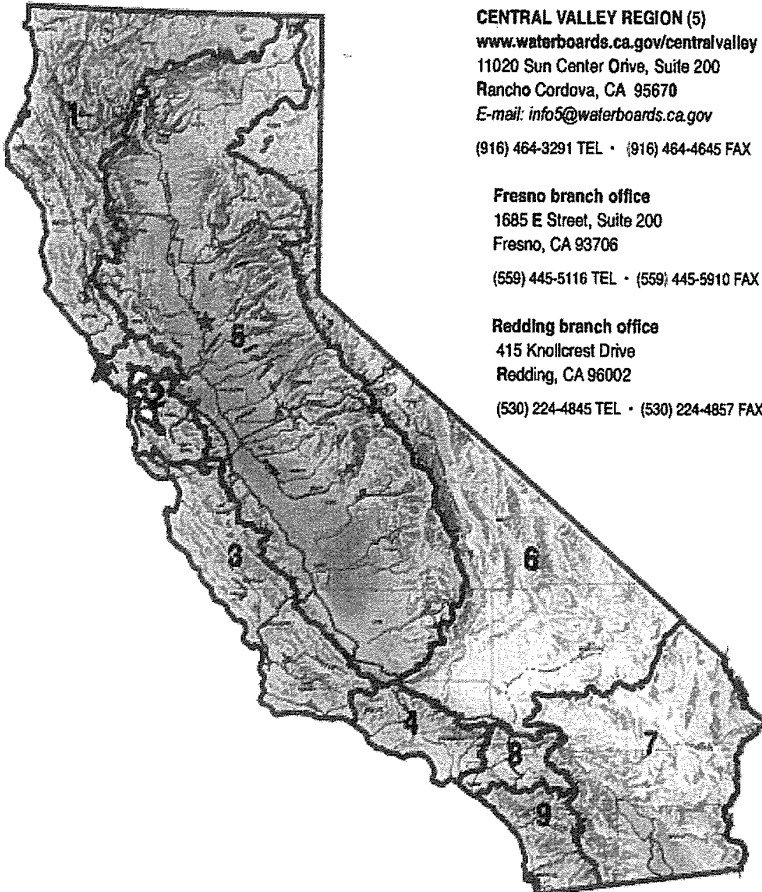 CENTRAL VALLEY REGION (5)
www.waterboards.ca.gov/centralvalley
11020 Sun Center Drive, Suite 200
Rancho Cordova, CA 95670
E-mail: info5@waterboards.ca.gov
(916) 464-3291 TEL · (916) 464-4645 FAX
Fresno branch office
1685 E Street, Suite 200
Fresno, CA 93706
(559) 445-5116 TEL · (559) 445-5910 FAX
Redding branch office
415 Knollcrest Drive
Redding, CA 96002
(530) 224-4845 TEL · (530) 224-4857 FAX
1
5
2
3
6
4
8
7
9